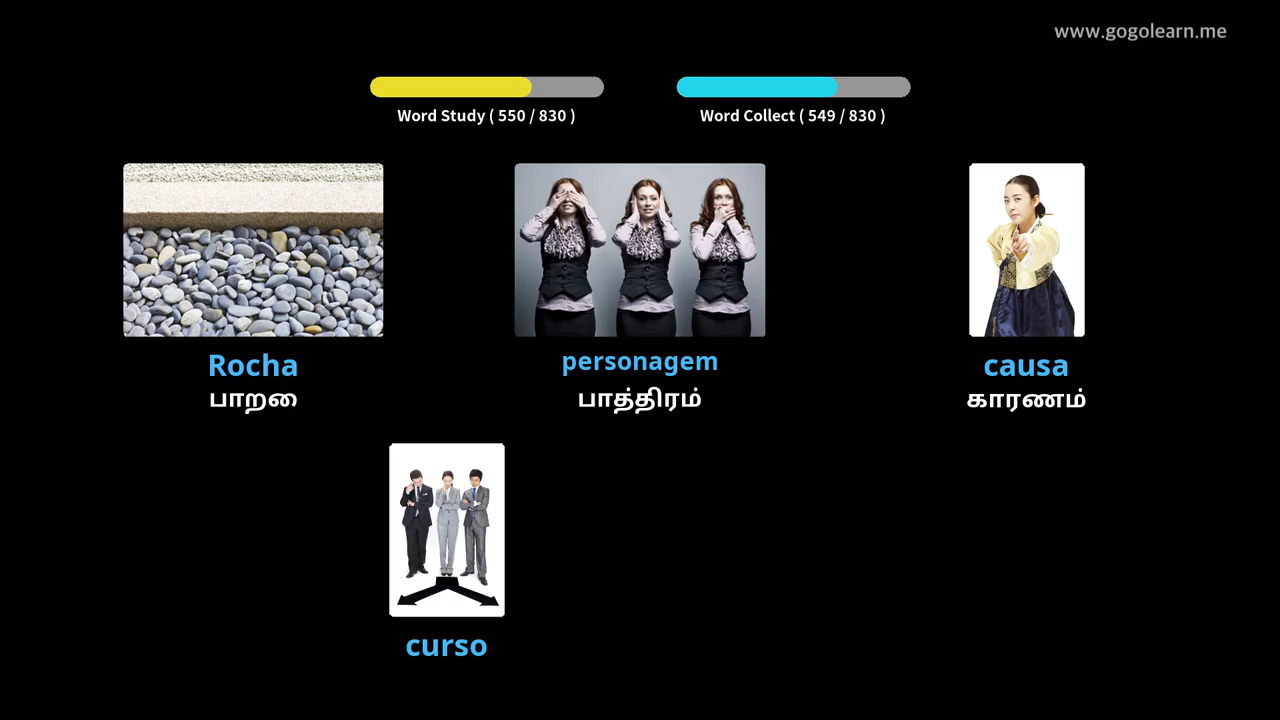 www.gogolearn.me
Word Study ( 550 / 830 )
Word Collect ( 549 / 830 )
Rocha
பாறை
personagem
பாத்திரம்
causa
காரணம்
curso